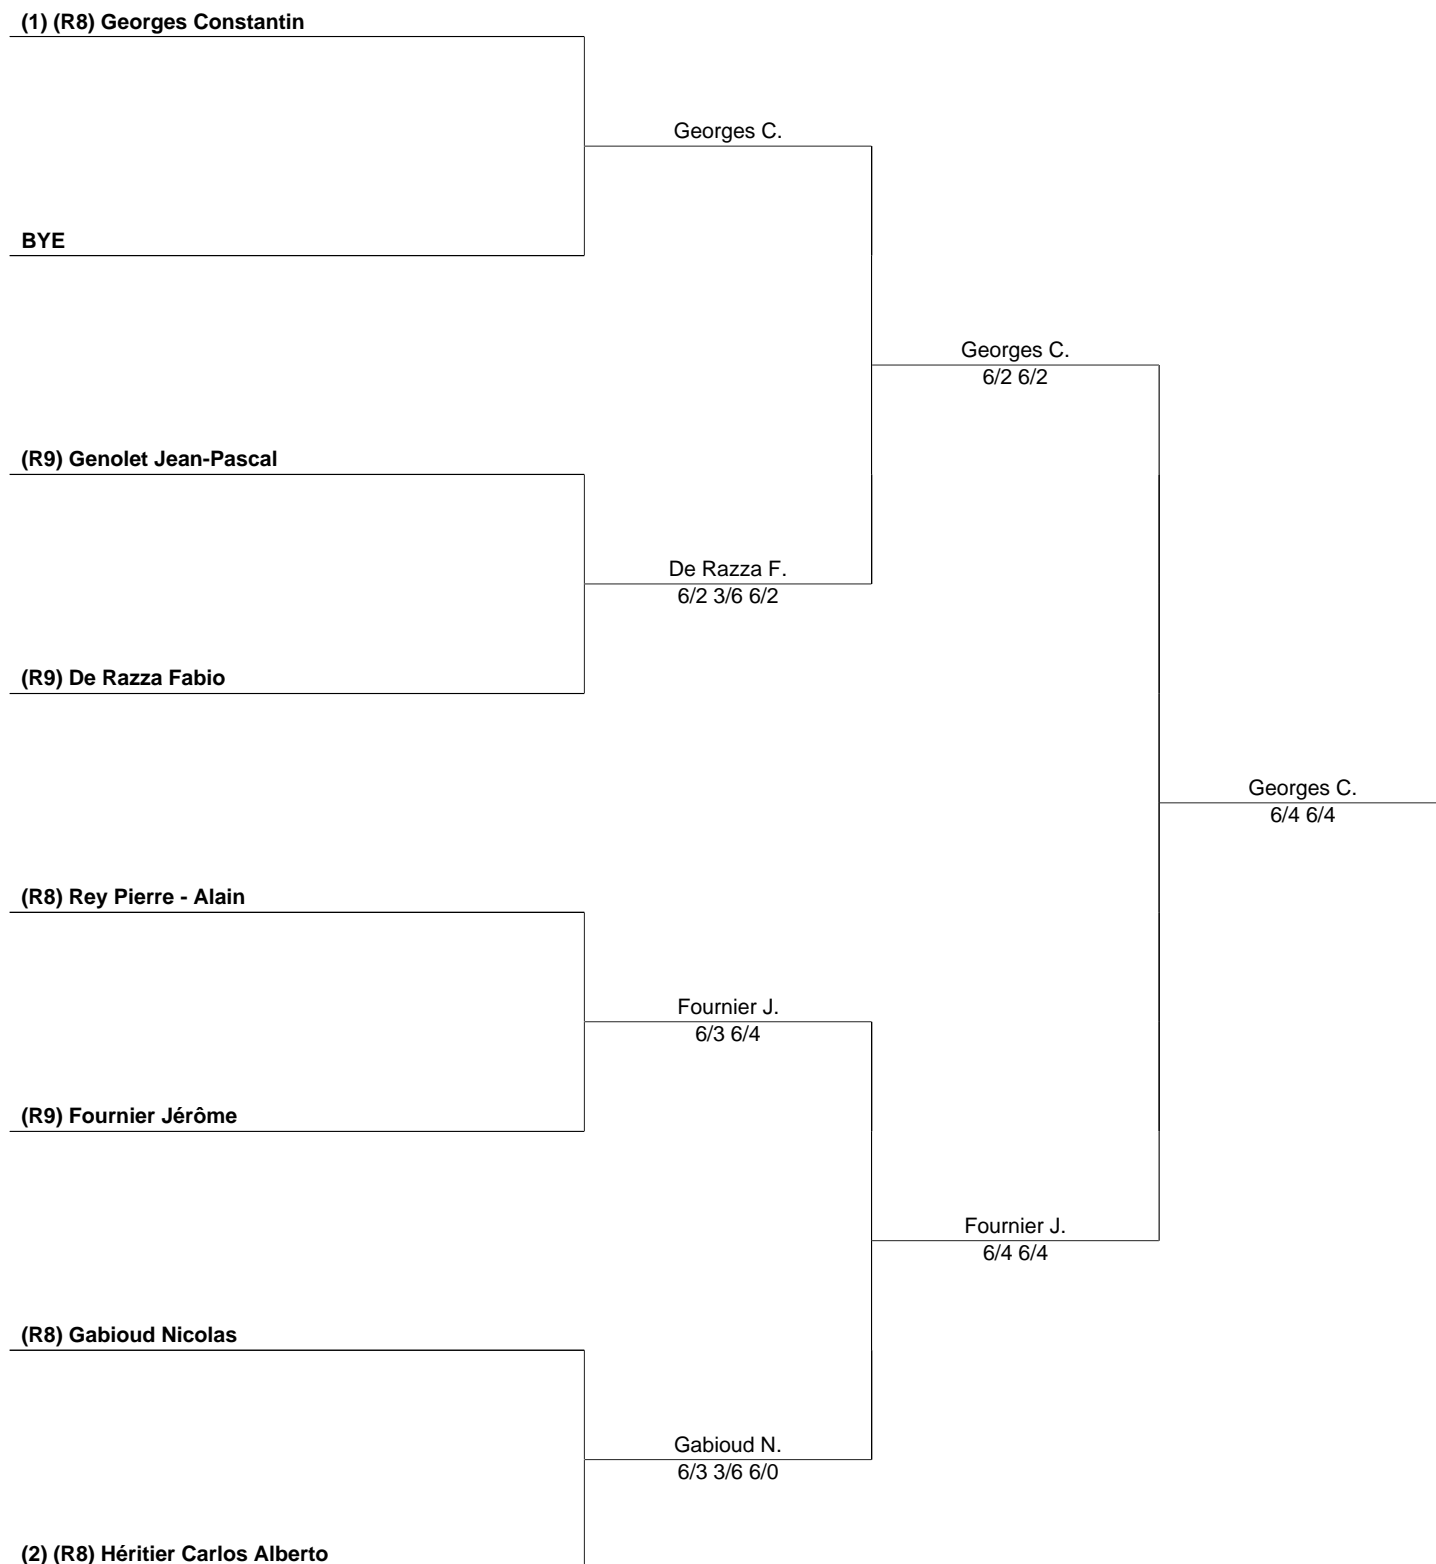 (1) (R8) Georges Constantin
Georges C.
BYE
Georges C.
6/2 6/2
(R9) Genolet Jean-Pascal
De Razza F.
6/2 3/6 6/2
(R9) De Razza Fabio
Georges C.
6/4 6/4
(R8) Rey Pierre - Alain
Fournier J.
6/3 6/4
(R9) Fournier Jérôme
Fournier J.
6/4 6/4
(R8) Gabioud Nicolas
Gabioud N.
6/3 3/6 6/0
(2) (R8) Héritier Carlos Alberto